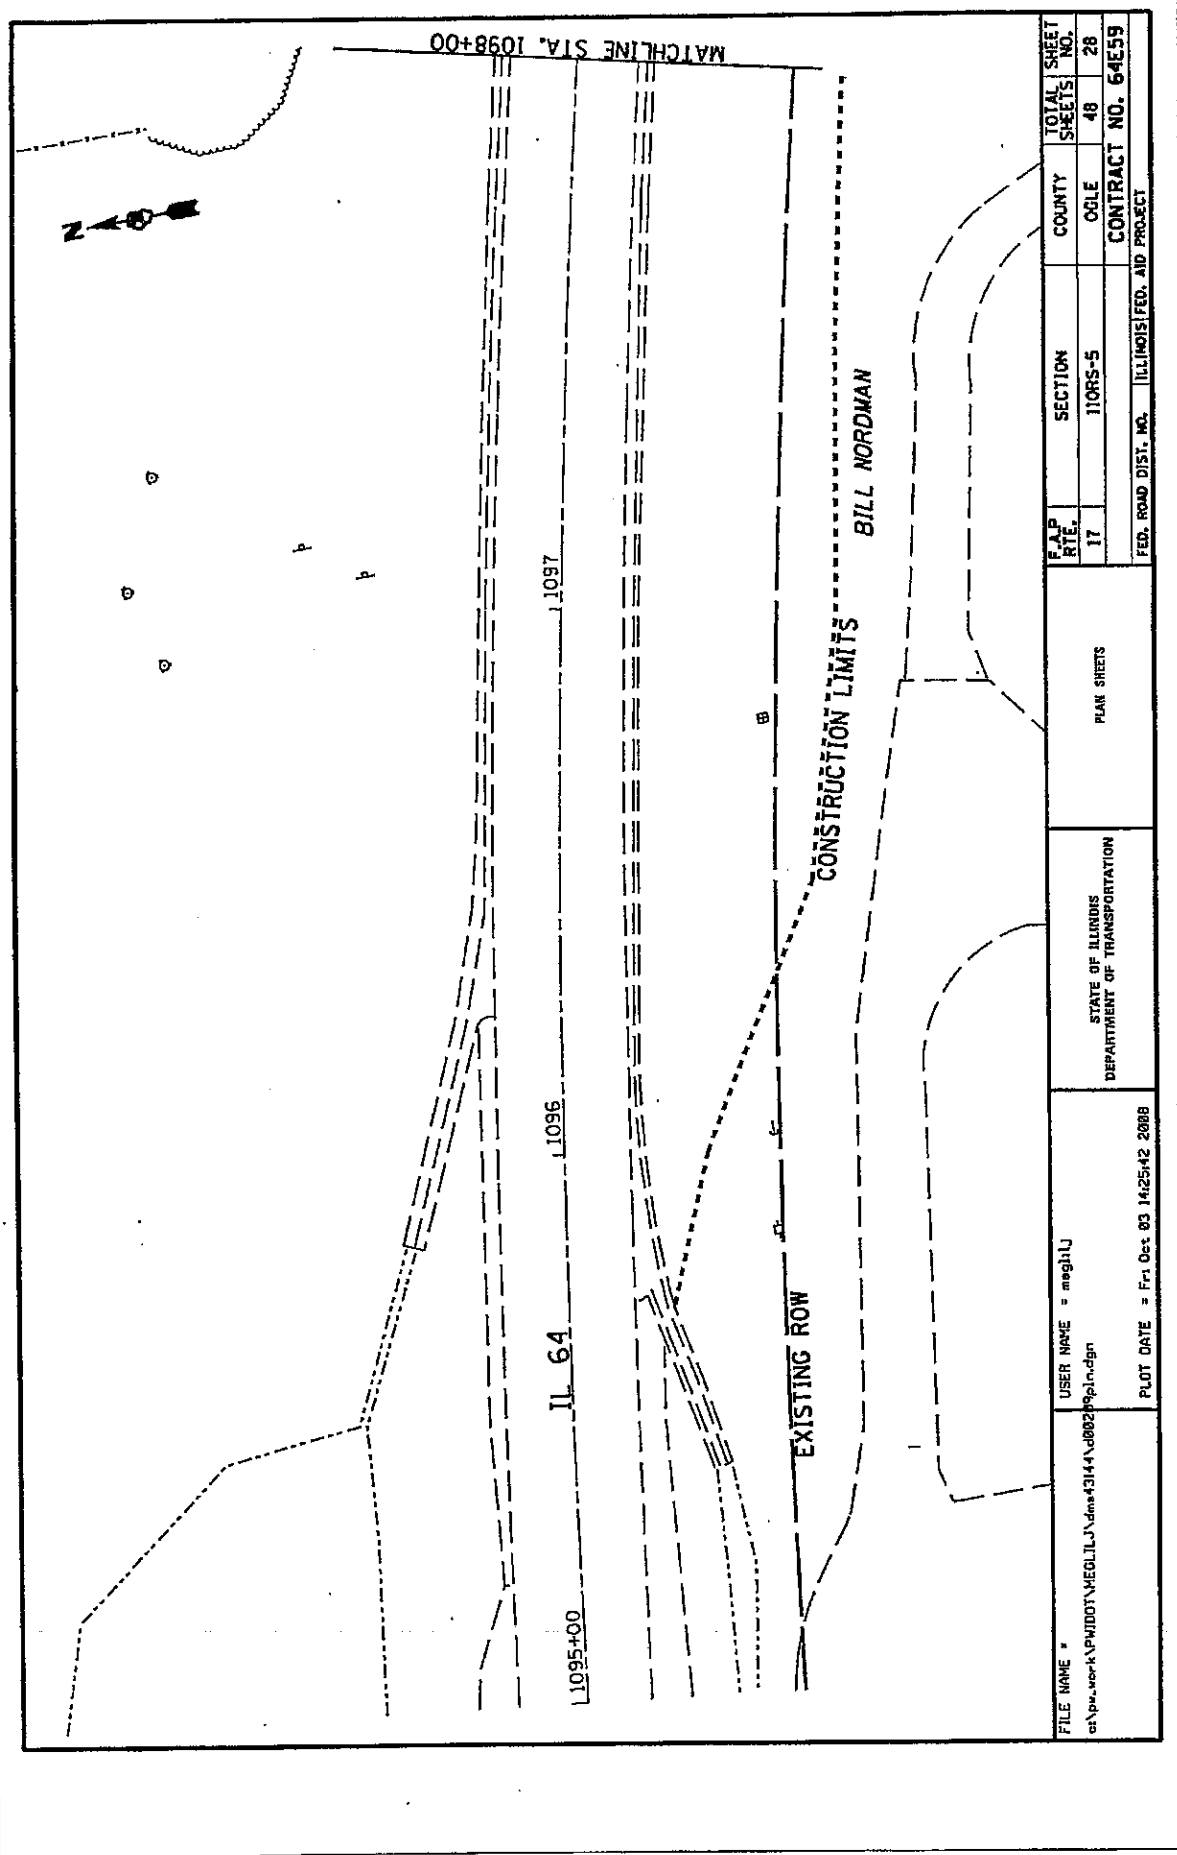 MATCHLINE STA. 1098+00
N
1097
1096
1095+00
IL 64
BILL NORDMAN
CONSTRUCTION LIMITS
EXISTING ROW
FILE NAME =
USER NAME = meglilj
PLOT DATE = Fri Oct 03 14:25:42 2008
STATE OF ILLINOIS
DEPARTMENT OF TRANSPORTATION
PLAN SHEETS
F.A.P RTE.
SECTION
COUNTY
TOTAL SHEETS
SHEET NO.
17
110RS-5
OGLE
48
28
CONTRACT NO. 64E59
FED. ROAD DIST. NO.
ILLINOIS
FED. AID PROJECT